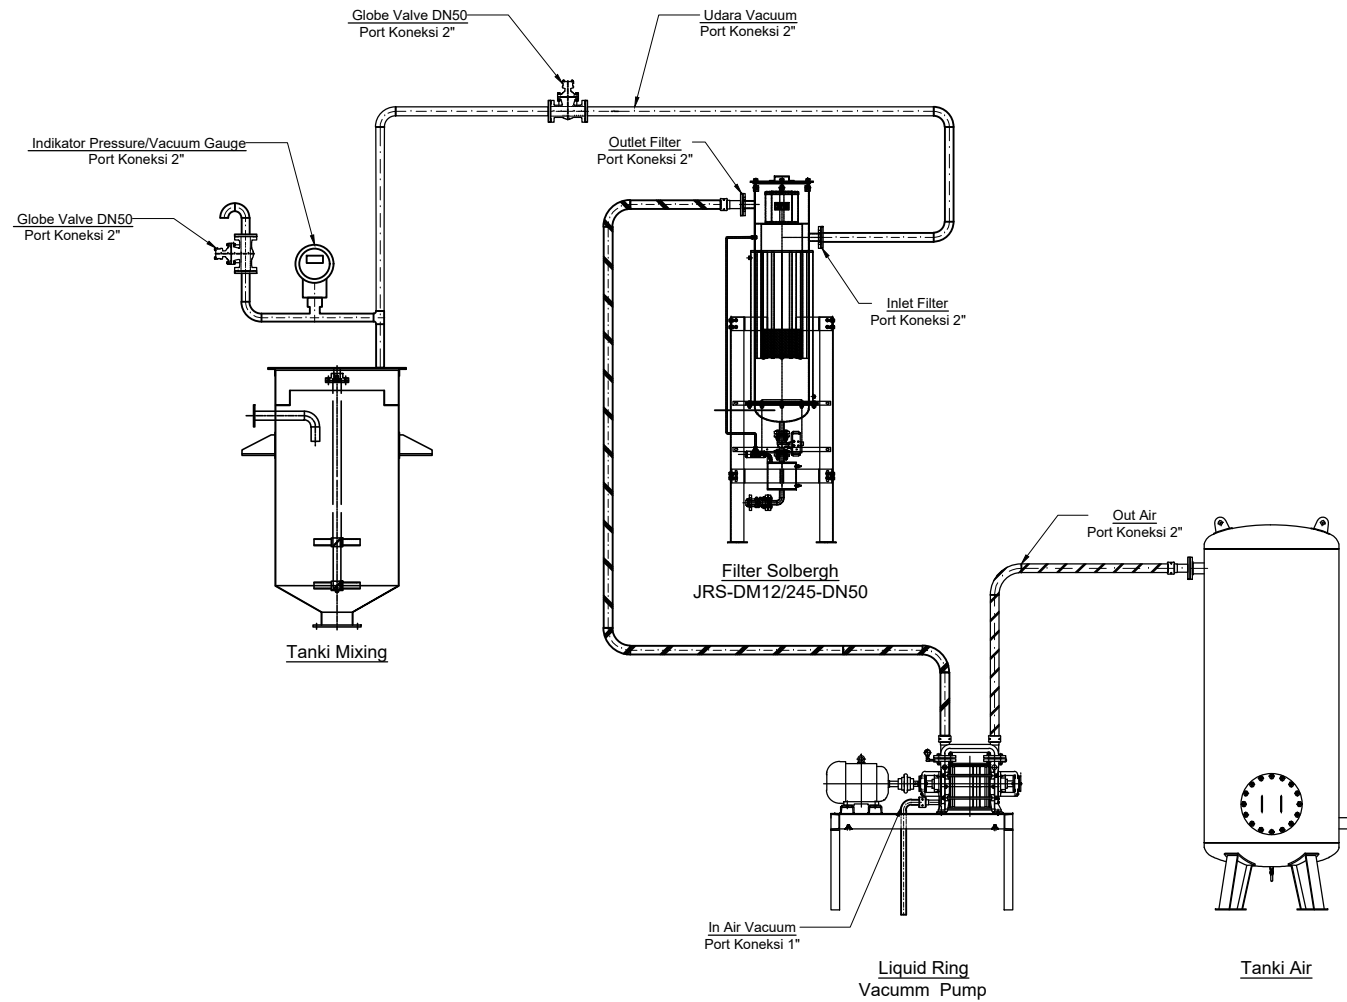 Globe Valve DN50
Port Koneksi 2"
Udara Vacuum
Port Koneksi 2"
Indikator Pressure/Vacuum Gauge
Port Koneksi 2"
Outlet Filter
Port Koneksi 2"
Globe Valve DN50
Port Koneksi 2"
Inlet Filter
Port Koneksi 2"
Out Air
Port Koneksi 2"
Filter Solbergh
JRS-DM12/245-DN50
Tanki Mixing
In Air Vacuum
Port Koneksi 1"
Liquid Ring
Vacumm Pump
Tanki Air